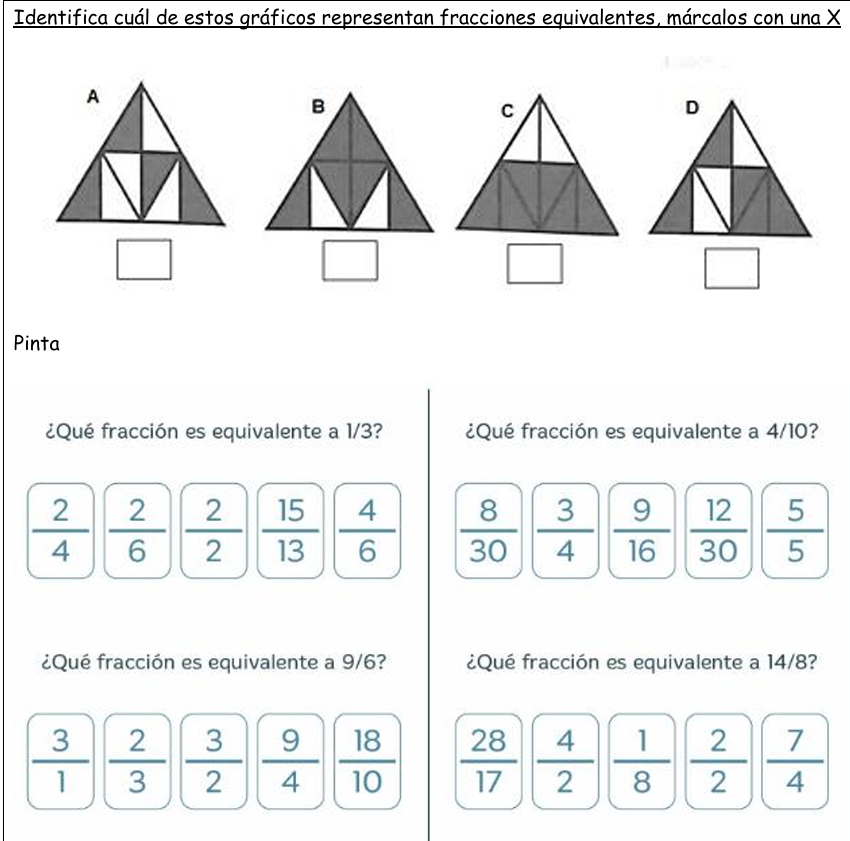 Identifica cuál de estos gráficos representan fracciones equivalentes, márcalos con una X
A B C D
Pinta
¿Qué fracción es equivalente a 1/3?
2/4 2/6 2/2 15/13 4/6
¿Qué fracción es equivalente a 4/10?
8/30 3/4 9/16 12/30 5/5
¿Qué fracción es equivalente a 9/6?
3/1 2/3 3/2 9/4 18/10
¿Qué fracción es equivalente a 14/8?
28/17 4/2 1/8 2/2 7/4